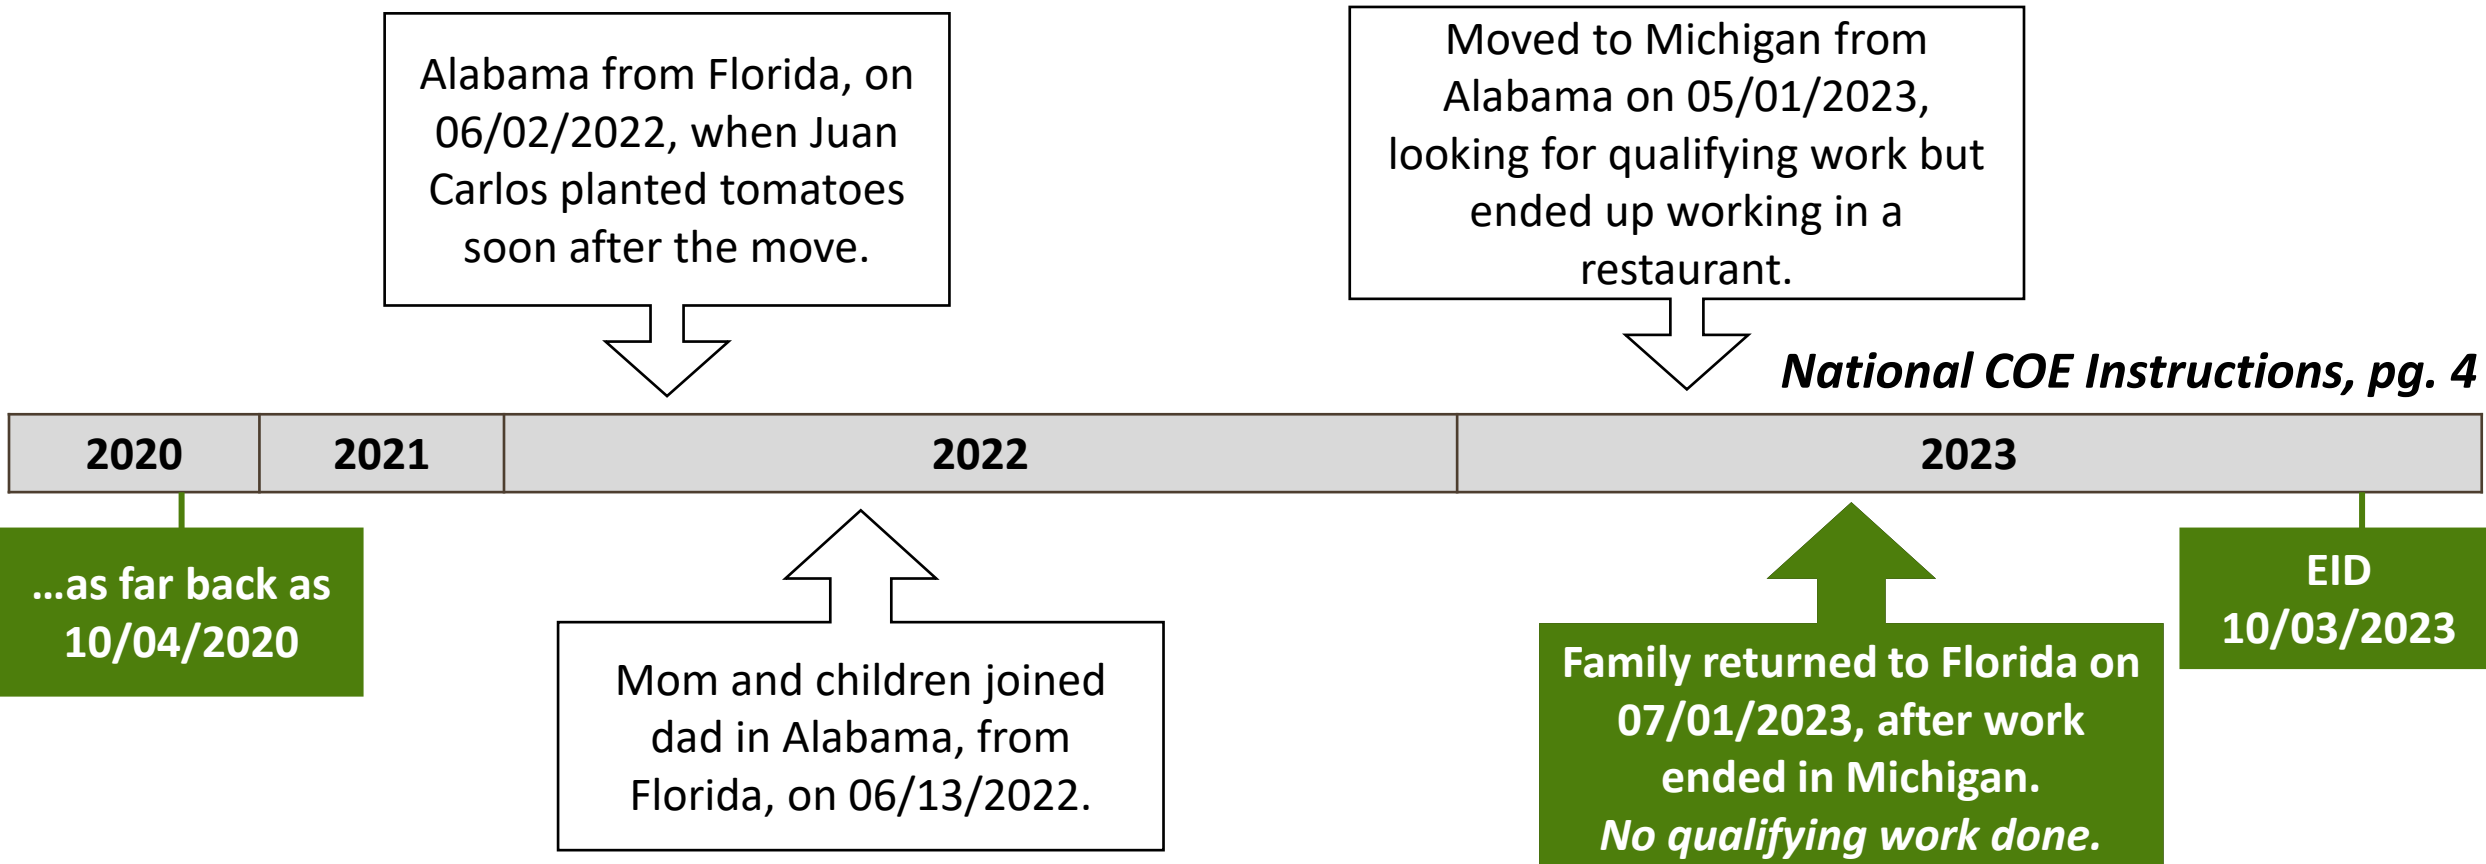 Alabama from Florida, on
06/02/2022, when Juan
Carlos planted tomatoes
soon after the move.
Moved to Michigan from
Alabama on 05/01/2023,
looking for qualifying work but
ended up working in a
restaurant.
National COE Instructions, pg. 4
2020
2021
2022
2023
...as far back as
10/04/2020
Mom and children joined
dad in Alabama, from
Florida, on 06/13/2022.
Family returned to Florida on
07/01/2023, after work
ended in Michigan.
No qualifying work done.
EID
10/03/2023